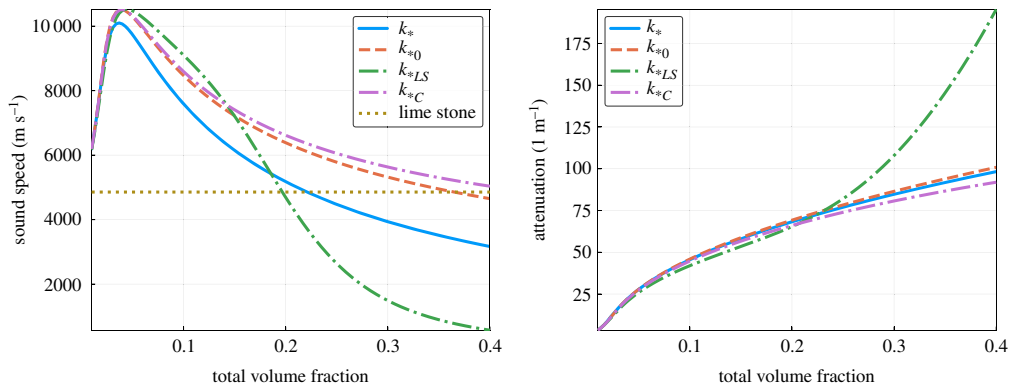 10 000
8000
6000
4000
2000
sound speed (m s⁻¹)
0.1 0.2 0.3 0.4
total volume fraction
k*
k*0
k*LS
k*C
lime stone
175
150
125
100
75
50
25
attenuation (1 m⁻¹)
0.1 0.2 0.3 0.4
total volume fraction
k*
k*0
k*LS
k*C